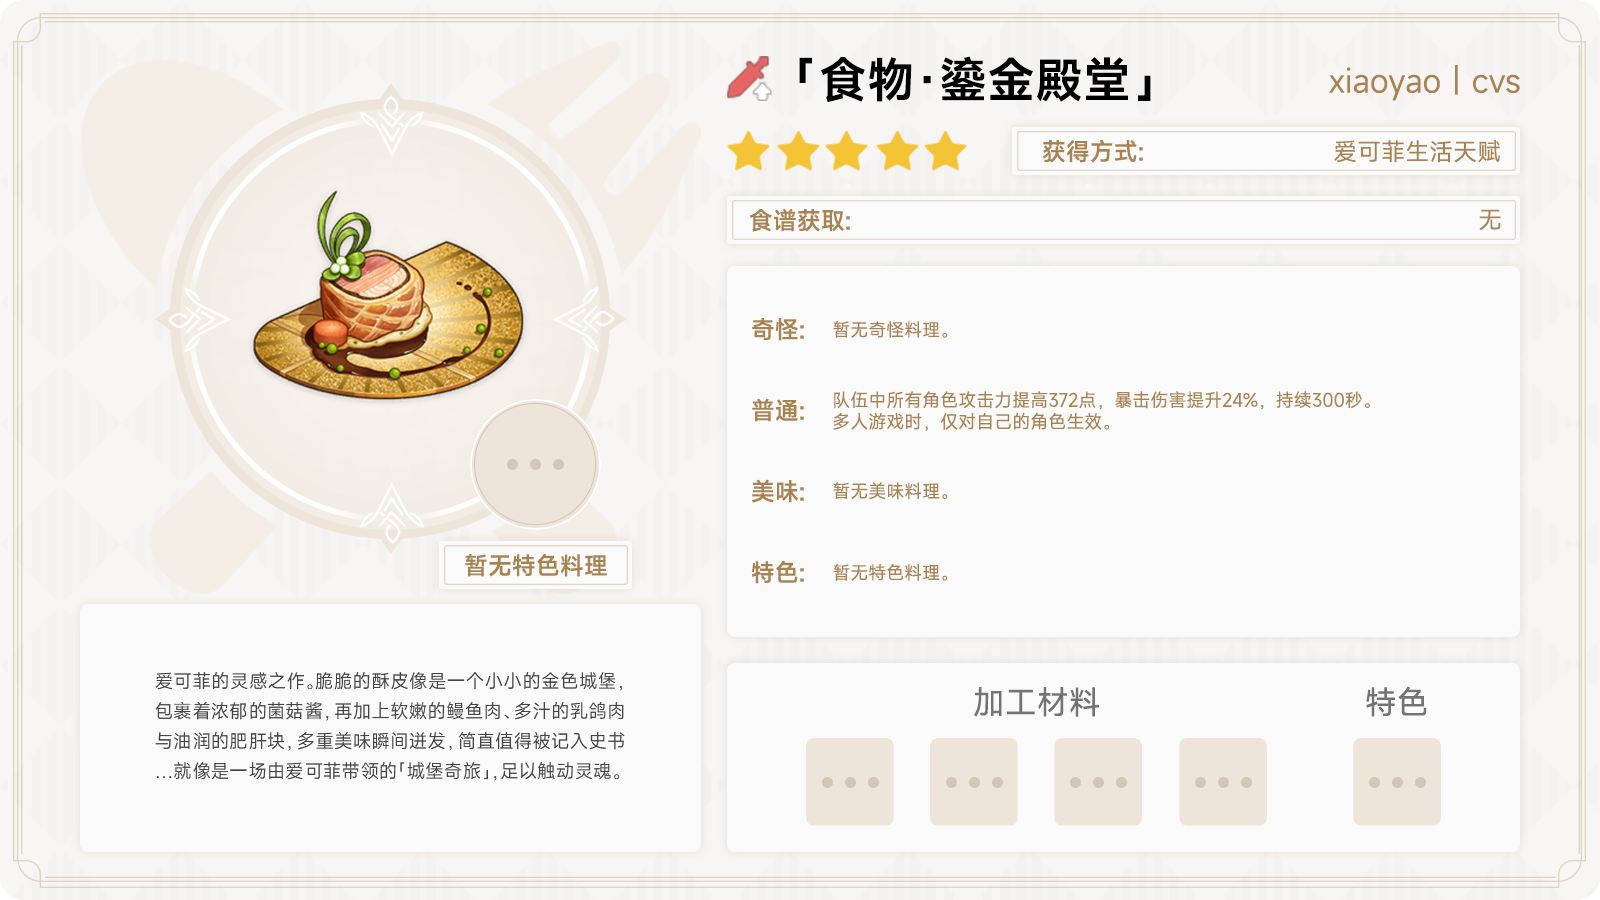 「食物·鎏金殿堂」
xiaoyao | cvs
获得方式: 爱可菲生活天赋
食谱获取: 无
奇怪: 暂无奇怪料理。
普通: 队伍中所有角色攻击力提高372点，暴击伤害提升24%，持续300秒。
多人游戏时，仅对自己的角色生效。
美味: 暂无美味料理。
特色: 暂无特色料理。
暂无特色料理
爱可菲的灵感之作。脆脆的酥皮像是一个小小的金色城堡，
包裹着浓郁的菌菇酱，再加上软嫩的鳗鱼肉、多汁的乳鸽肉
与油润的肥肝块，多重美味瞬间迸发，简直值得被记入史书
…就像是一场由爱可菲带领的「城堡奇旅」，足以触动灵魂。
加工材料
特色